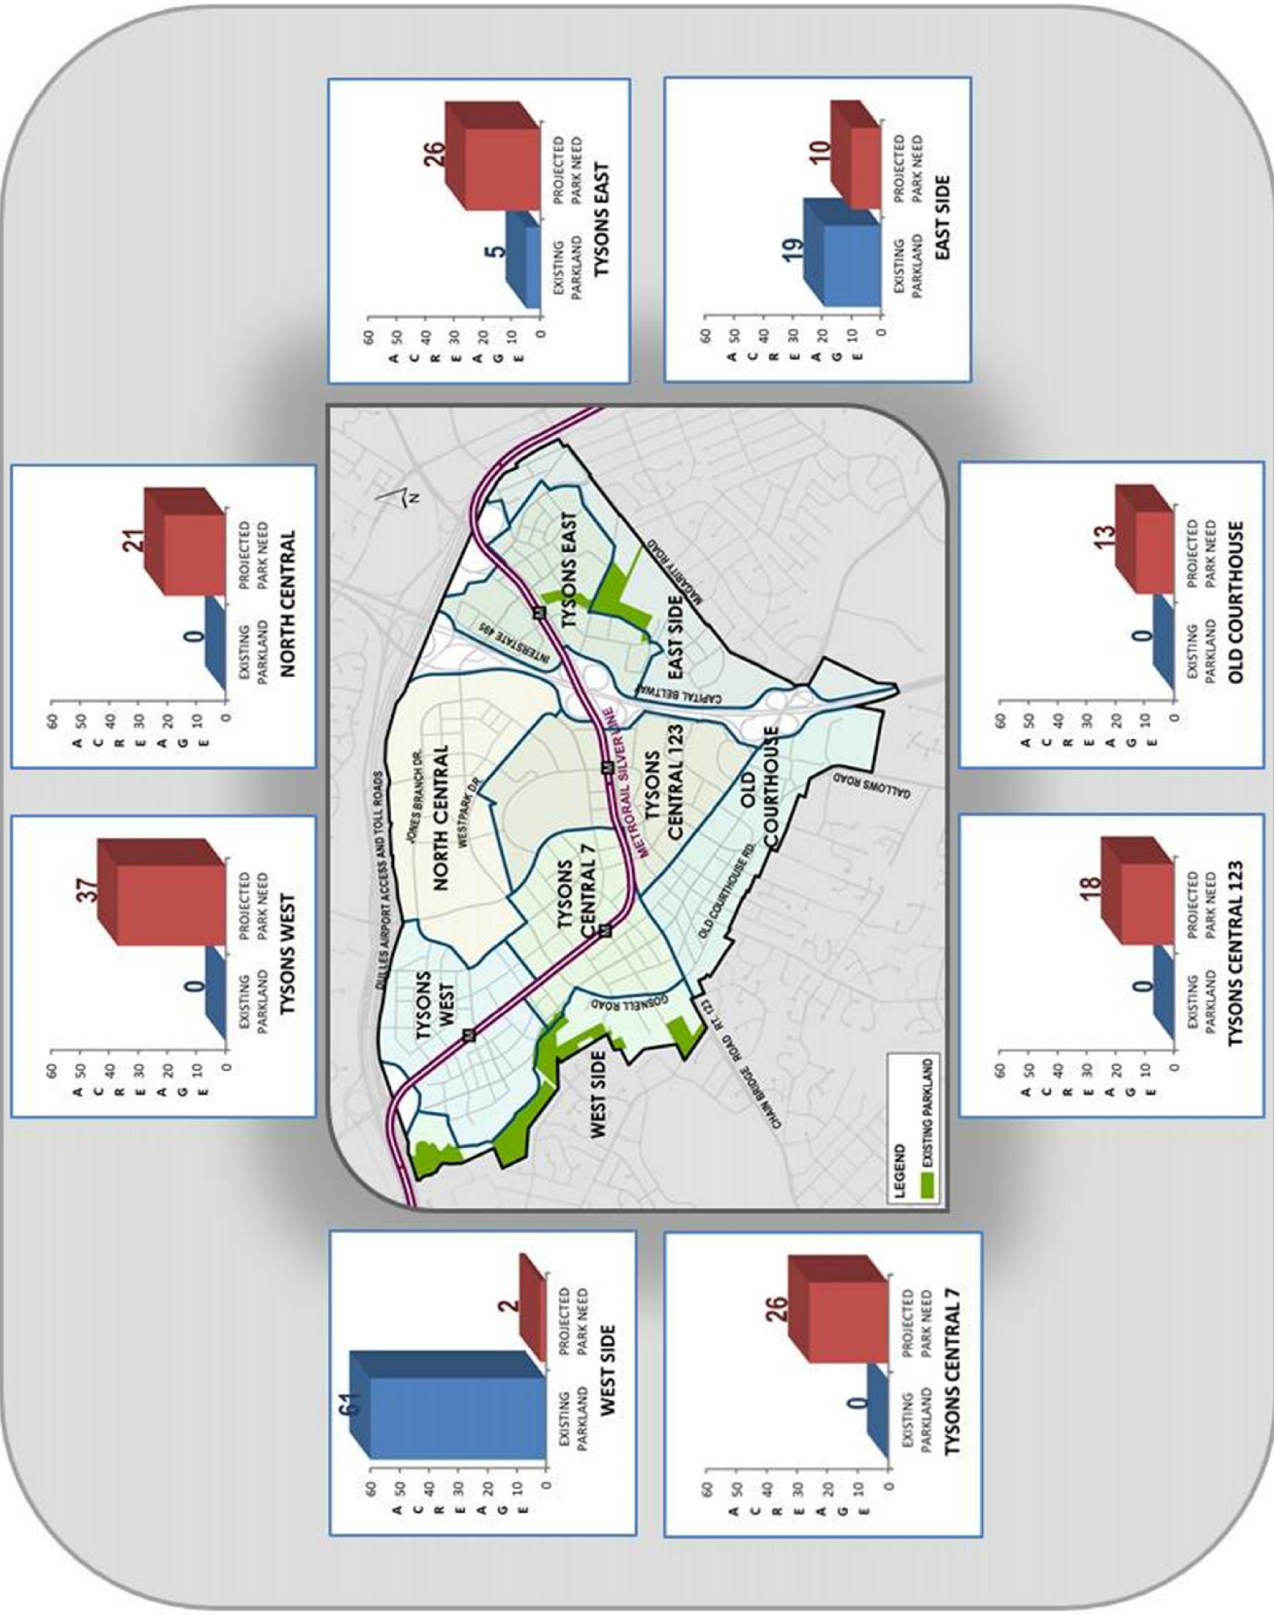 60
50
40
30
20
10
0
A
C
R
E
A
G
E
0
37
EXISTING
PARKLAND
PROJECTED
PARK NEED
TYSONS WEST
60
50
40
30
20
10
0
A
C
R
E
A
G
E
0
21
EXISTING
PARKLAND
PROJECTED
PARK NEED
NORTH CENTRAL
60
50
40
30
20
10
0
A
C
R
E
A
G
E
61
2
EXISTING
PARKLAND
PROJECTED
PARK NEED
WEST SIDE
60
50
40
30
20
10
0
A
C
R
E
A
G
E
0
26
EXISTING
PARKLAND
PROJECTED
PARK NEED
TYSONS CENTRAL 7
DULLES AIRPORT ACCESS AND TOLL ROADS
N
JONES BRANCH DR.
NORTH CENTRAL
WESTPARK DR
INTERSTATE 495
TYSONS
WEST
M
M
M
M
TYSONS EAST
TYSONS
CENTRAL 7
METRORAIL SILVER LINE
GOSNELL ROAD
WEST SIDE
TYSONS
CENTRAL 123
EAST SIDE
MAGARITY ROAD
CAPITAL BELTWAY
OLD
COURTHOUSE
OLD COURTHOUSE RD.
CHAIN BRIDGE ROAD RT. 123
GALLOWS ROAD
LEGEND
EXISTING PARKLAND
60
50
40
30
20
10
0
A
C
R
E
A
G
E
5
26
EXISTING
PARKLAND
PROJECTED
PARK NEED
TYSONS EAST
60
50
40
30
20
10
0
A
C
R
E
A
G
E
19
10
EXISTING
PARKLAND
PROJECTED
PARK NEED
EAST SIDE
60
50
40
30
20
10
0
A
C
R
E
A
G
E
0
18
EXISTING
PARKLAND
PROJECTED
PARK NEED
TYSONS CENTRAL 123
60
50
40
30
20
10
0
A
C
R
E
A
G
E
0
13
EXISTING
PARKLAND
PROJECTED
PARK NEED
OLD COURTHOUSE